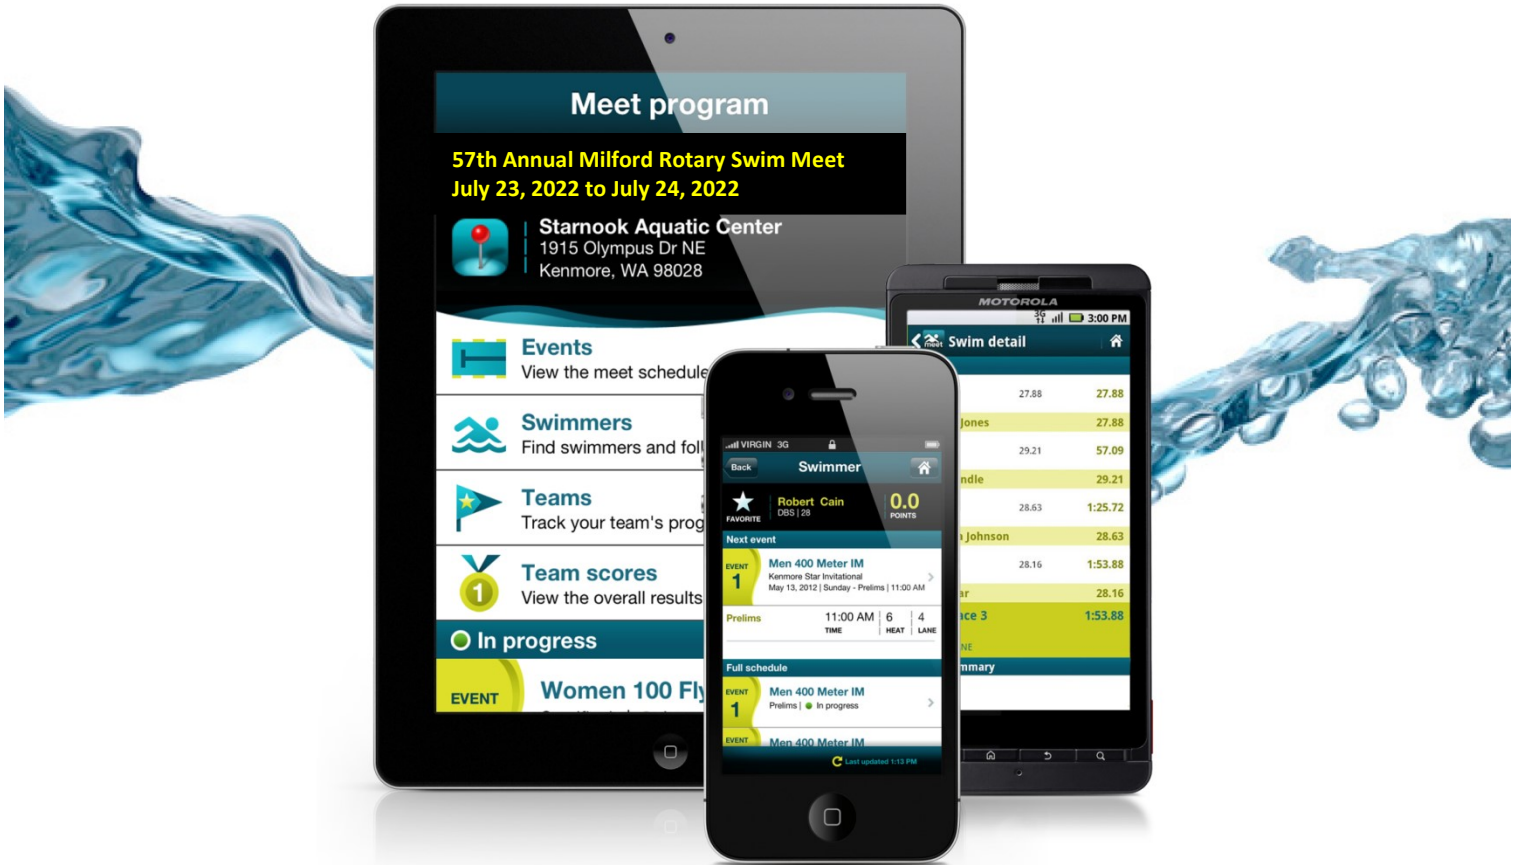 Meet program
57th Annual Milford Rotary Swim Meet
July 23, 2022 to July 24, 2022
Starnook Aquatic Center
1915 Olympus Dr NE
Kenmore, WA 98028
Events
View the meet schedule
Swimmers
Find swimmers and fol
Teams
Track your team's prog
1
Team scores
View the overall results
In progress
EVENT
Women 100 Fly
VIRGIN 3G
Back
Swimmer
FAVORITE
Robert Cain
DBS | 28
0.0
POINTS
Next event
EVENT
1
Men 400 Meter IM
Kenmore Star Invitational
May 13, 2012 | Sunday - Prelims | 11:00 AM
Prelims
11:00 AM 6 4
TIME HEAT LANE
Full schedule
EVENT
1
Men 400 Meter IM
Prelims | In progress
EVENT
Men 400 Meter IM
Last updated 1:13 PM
MOTOROLA
3G 3:00 PM
meet Swim detail
27.88 27.88
Jones 27.88
29.21 57.09
ndle 29.21
28.63 1:25.72
Johnson 28.63
28.16 1:53.88
ar 28.16
ace 3 1:53.88
NE
mmary